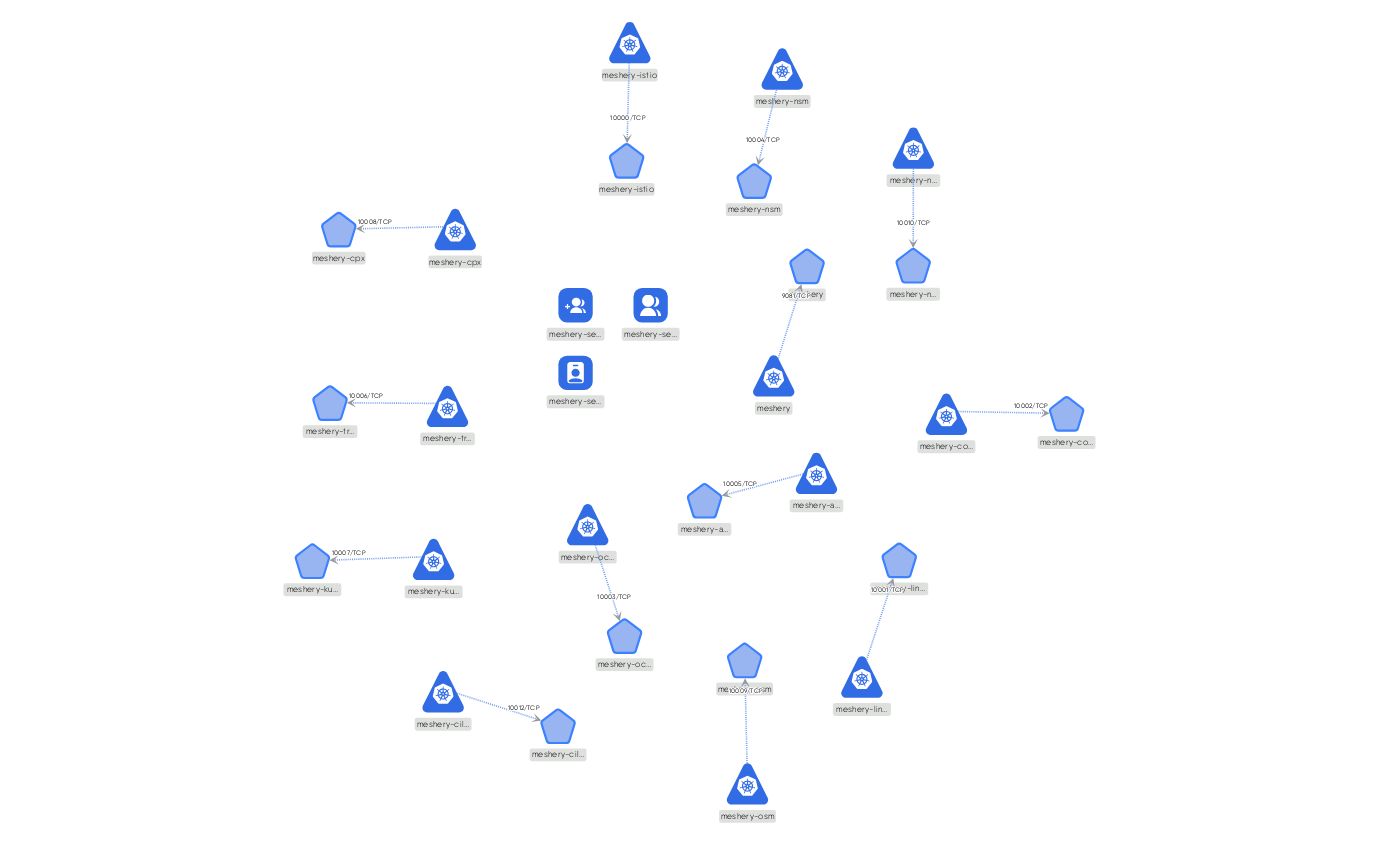 meshery-istio
meshery-nsm
10000/TCP
10004/TCP
meshery-n...
meshery-istio
meshery-nsm
10008/TCP
10010/TCP
meshery-cpx
meshery-cpx
9081/TCP
meshery-n...
meshery-se...
meshery-se...
meshery-se...
10006/TCP
meshery
10002/TCP
meshery-tr...
meshery-tr...
meshery-co...
meshery-co...
10005/TCP
meshery-a...
meshery-a...
10007/TCP
meshery-oc...
meshery-ku...
meshery-ku...
10001/TCP
10003/TCP
meshery-oc...
10009/TCP
meshery-cil...
10012/TCP
meshery-lin...
meshery-cil...
meshery-osm